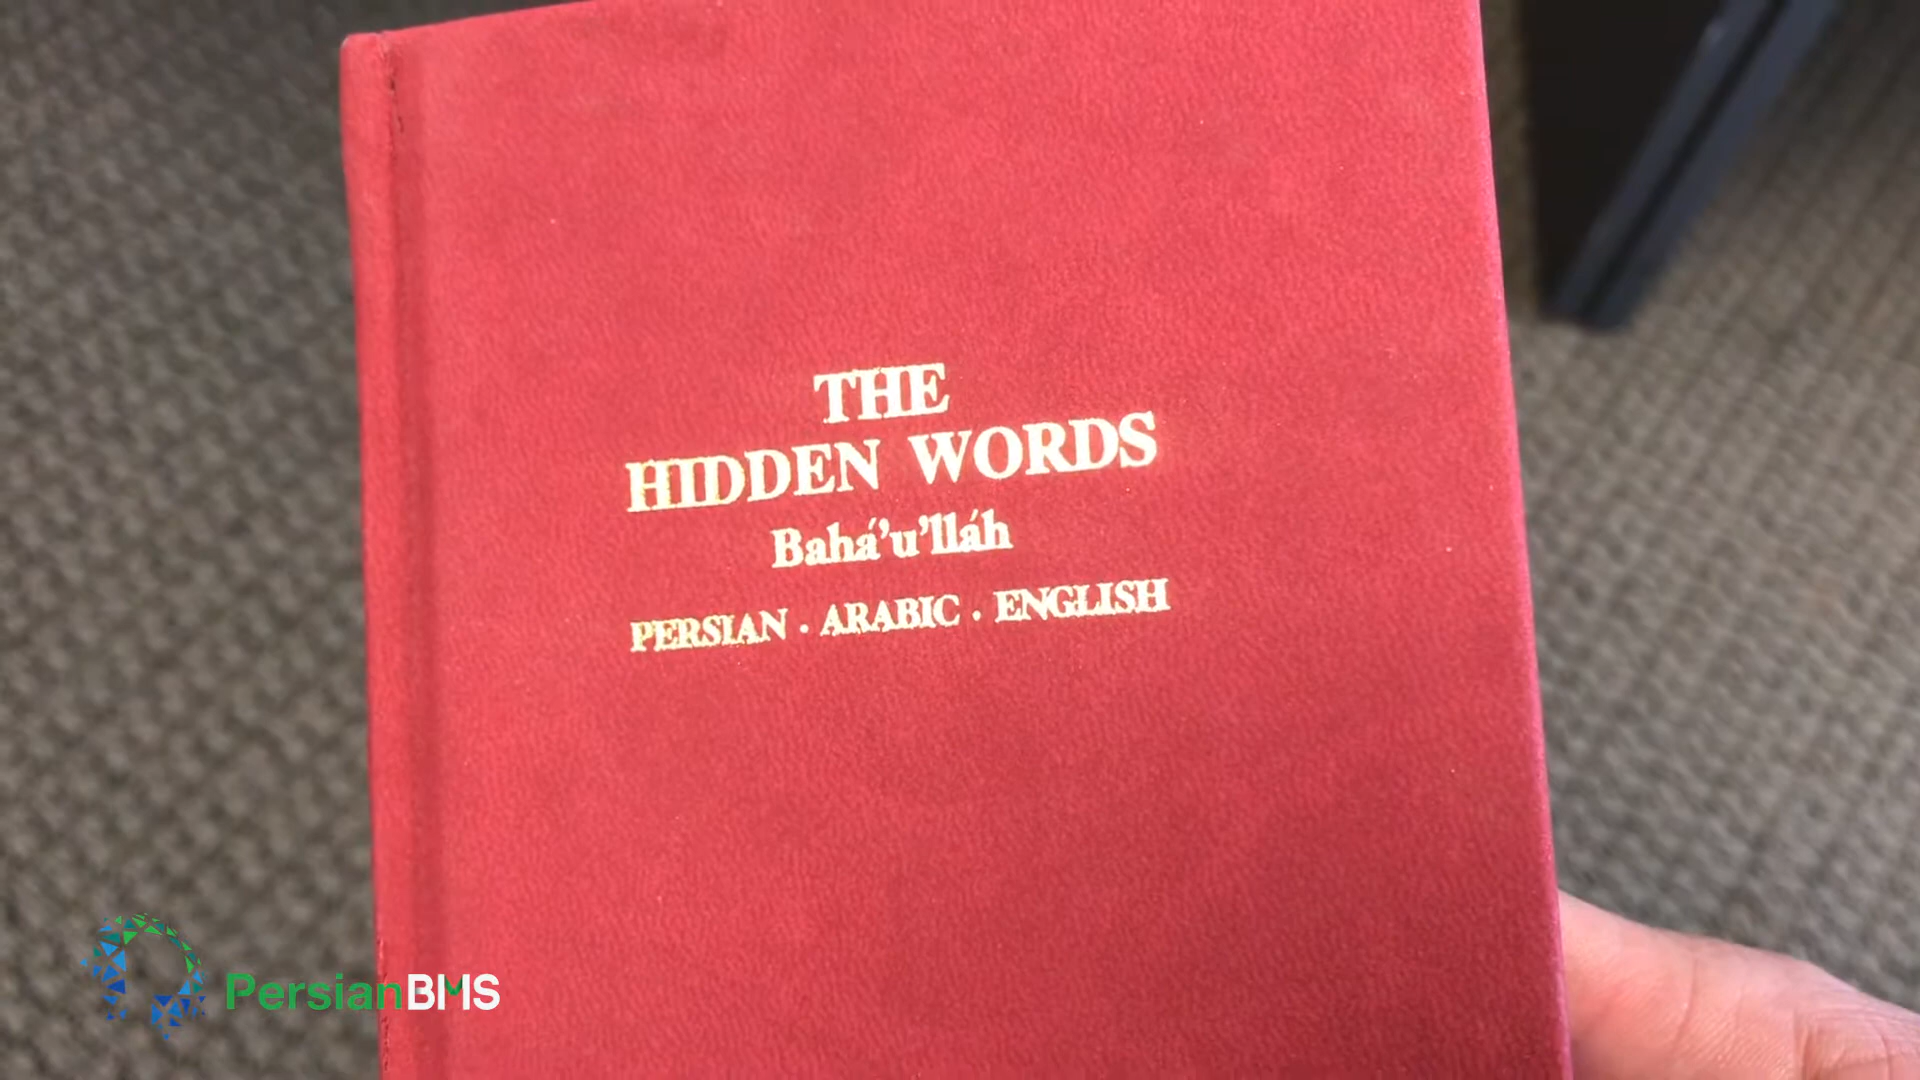 THE
HIDDEN WORDS
Bahá'u'lláh
PERSIAN . ARABIC . ENGLISH
PersianBMS